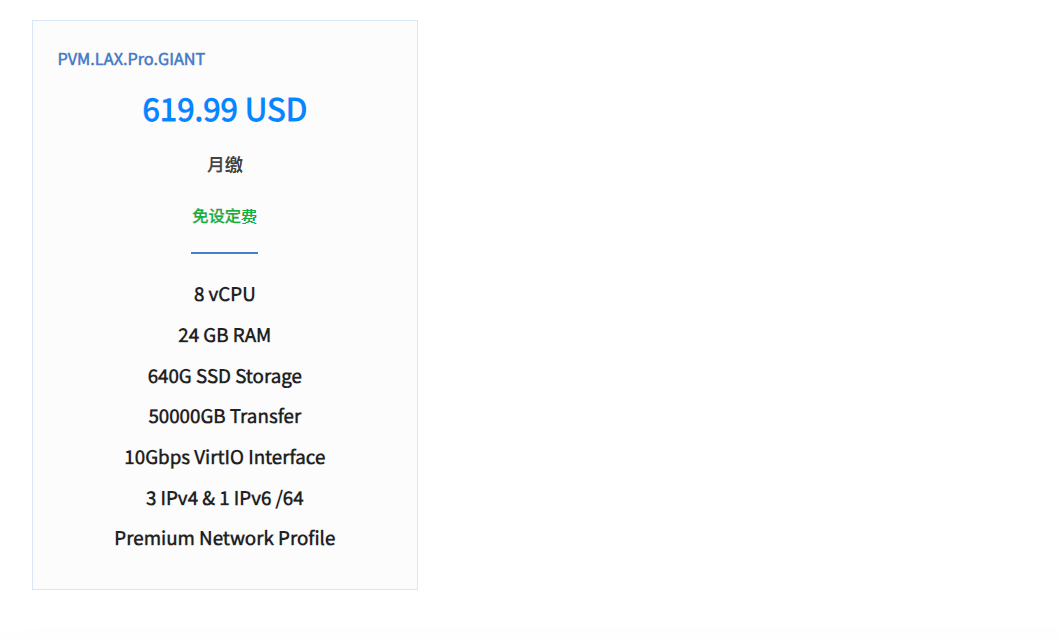 PVM.LAX.Pro.GIANT
619.99 USD
月缴
免设定费
8 vCPU
24 GB RAM
640G SSD Storage
50000GB Transfer
10Gbps VirtIO Interface
3 IPv4 & 1 IPv6 /64
Premium Network Profile